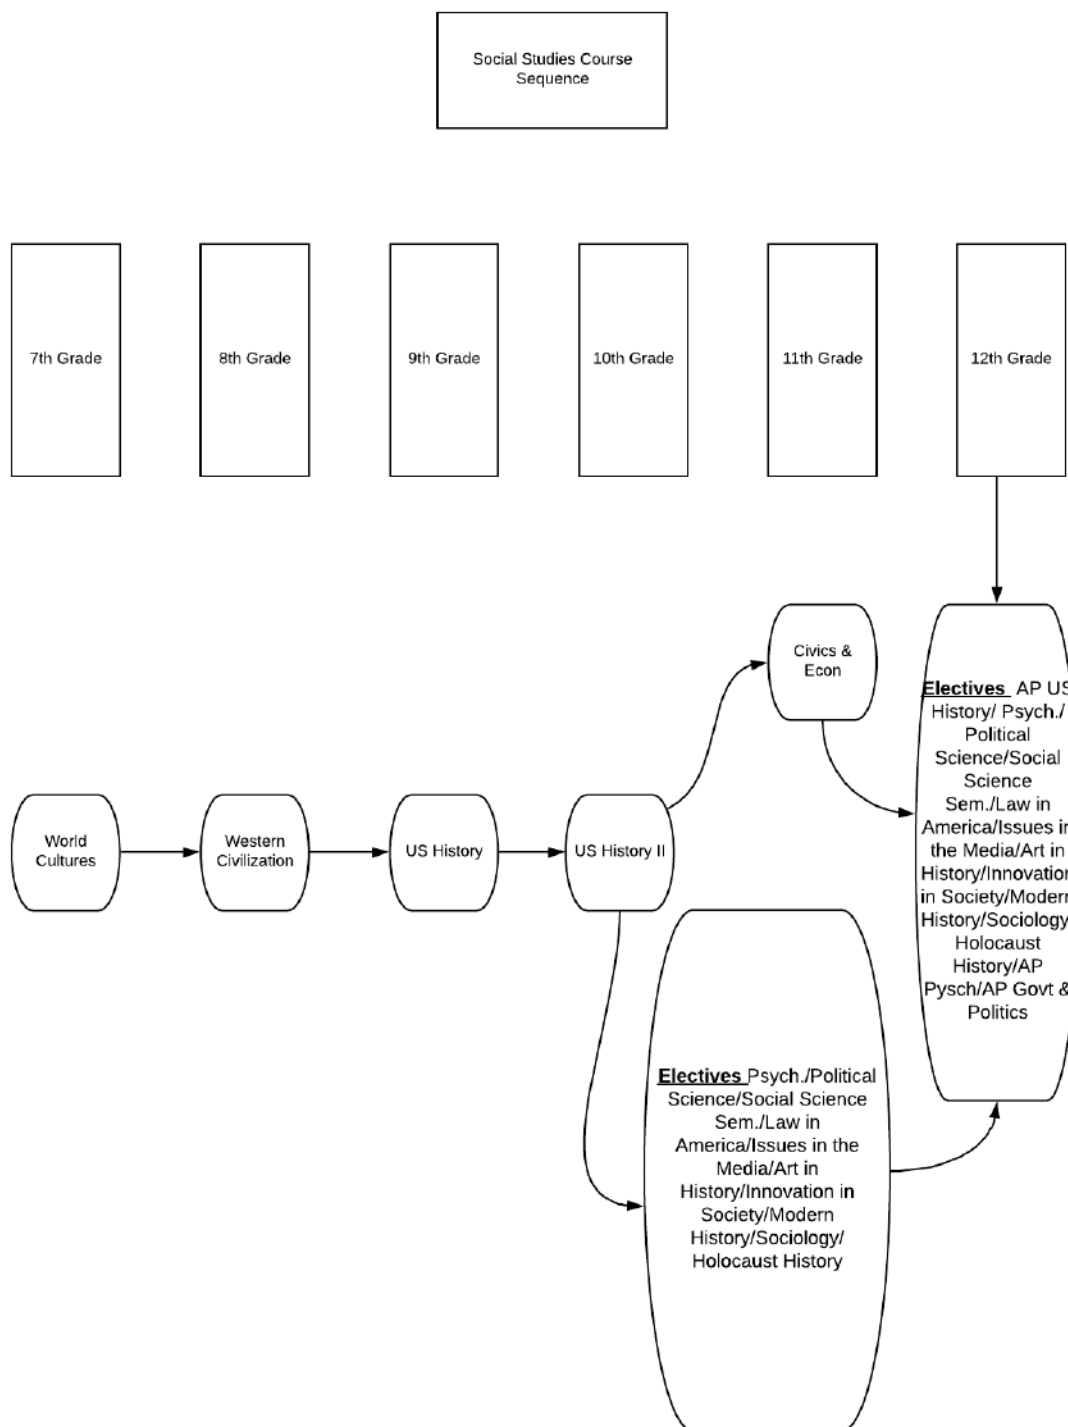 Social Studies Course
Sequence
7th Grade
8th Grade
9th Grade
10th Grade
11th Grade
12th Grade
Civics &
Econ
Electives  AP US
History/ Psych./
Political
Science/Social
Science
Sem./Law in
America/Issues in
the Media/Art in
History/Innovation
in Society/Modern
History/Sociology/
Holocaust
History/AP
Pysch/AP Govt &
Politics
World
Cultures
Western
Civilization
US History
US History II
Electives Psych./Political
Science/Social Science
Sem./Law in
America/Issues in the
Media/Art in
History/Innovation in
Society/Modern
History/Sociology/
Holocaust History